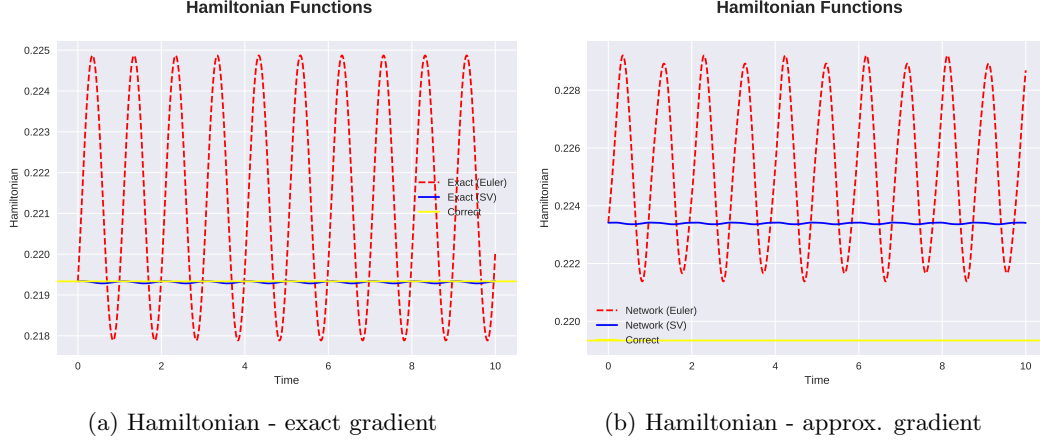 Hamiltonian Functions
0.225
0.224
0.223
0.222
0.221
0.220
0.219
0.218
Hamiltonian
Exact (Euler)
Exact (SV)
Correct
0 2 4 6 8 10
Time
(a) Hamiltonian - exact gradient
Hamiltonian Functions
0.228
0.226
0.224
0.222
0.220
Hamiltonian
Network (Euler)
Network (SV)
Correct
0 2 4 6 8 10
Time
(b) Hamiltonian - approx. gradient